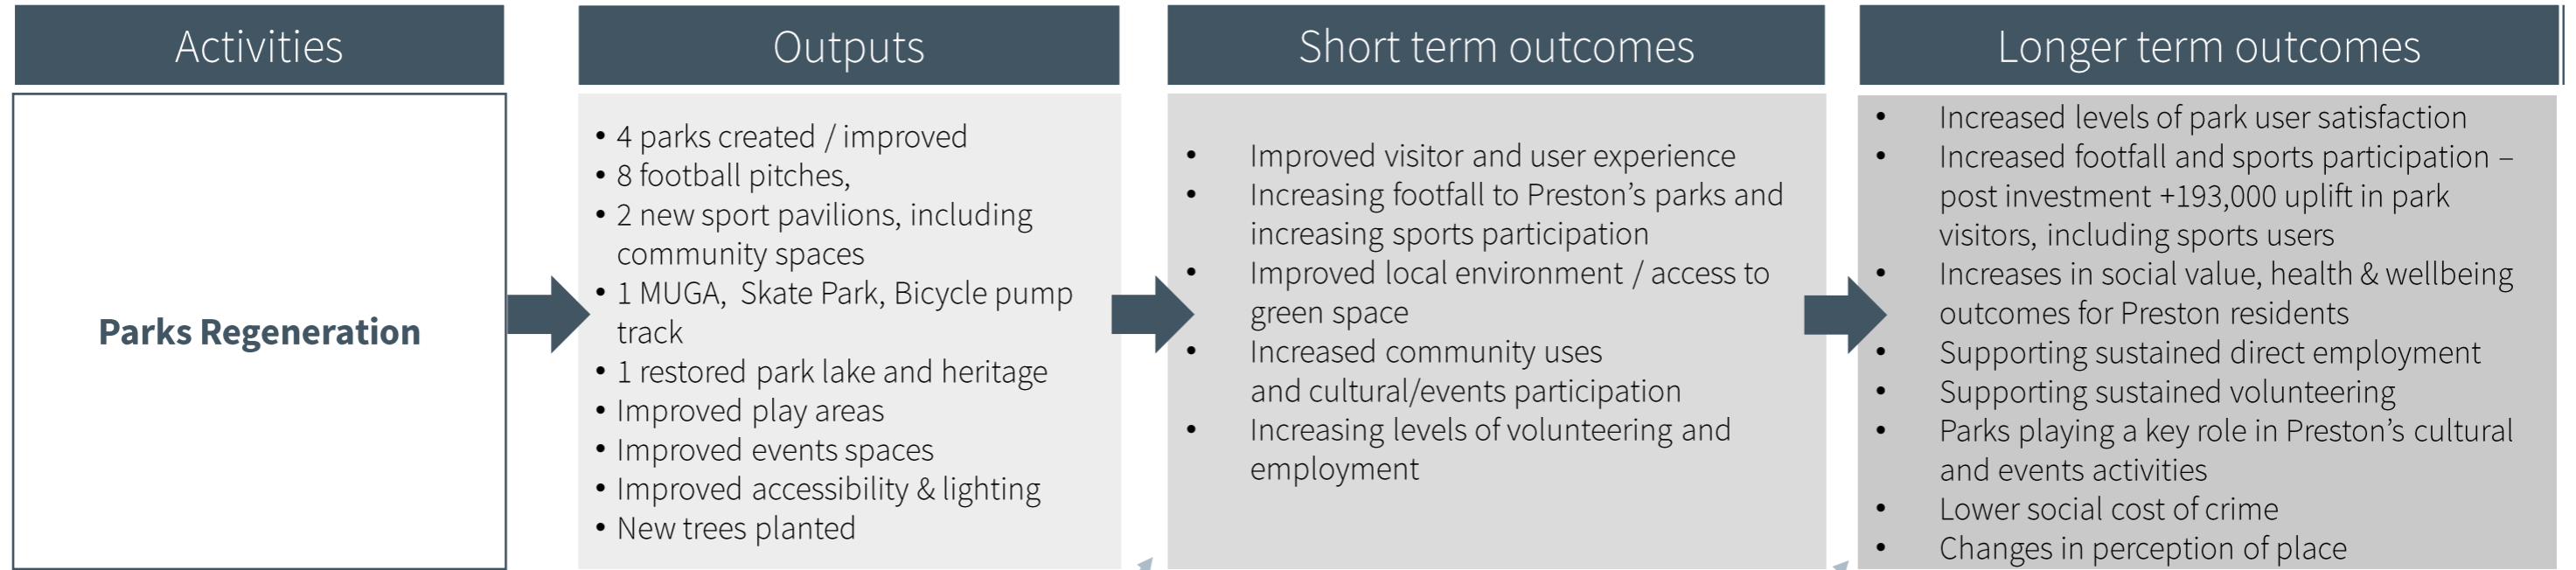 Activities
Outputs
Short term outcomes
Longer term outcomes
Parks Regeneration
• 4 parks created / improved
• 8 football pitches,
• 2 new sport pavilions, including
community spaces
• 1 MUGA,  Skate Park, Bicycle pump
track
• 1 restored park lake and heritage
• Improved play areas
• Improved events spaces
• Improved accessibility & lighting
• New trees planted
• Improved visitor and user experience
• Increasing footfall to Preston’s parks and
increasing sports participation
• Improved local environment / access to
green space
• Increased community uses
and cultural/events participation
• Increasing levels of volunteering and
employment
• Increased levels of park user satisfaction
• Increased footfall and sports participation –
post investment +193,000 uplift in park
visitors, including sports users
• Increases in social value, health & wellbeing
outcomes for Preston residents
• Supporting sustained direct employment
• Supporting sustained volunteering
• Parks playing a key role in Preston’s cultural
and events activities
• Lower social cost of crime
• Changes in perception of place